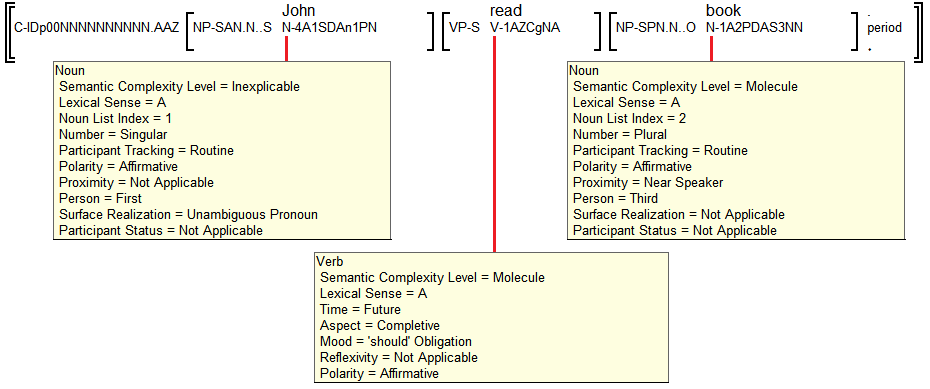 John read book .
C-IDp00NNNNNNNNNN.AAZ NP-SAN.N..S N-4A1SDAn1PN VP-S V-1AZCgNA NP-SPN.N..O N-1A2PDAS3NN period
.
Noun
Semantic Complexity Level = Inexplicable
Lexical Sense = A
Noun List Index = 1
Number = Singular
Participant Tracking = Routine
Polarity = Affirmative
Proximity = Not Applicable
Person = First
Surface Realization = Unambiguous Pronoun
Participant Status = Not Applicable
Noun
Semantic Complexity Level = Molecule
Lexical Sense = A
Noun List Index = 2
Number = Plural
Participant Tracking = Routine
Polarity = Affirmative
Proximity = Near Speaker
Person = Third
Surface Realization = Not Applicable
Participant Status = Not Applicable
Verb
Semantic Complexity Level = Molecule
Lexical Sense = A
Time = Future
Aspect = Completive
Mood = 'should' Obligation
Reflexivity = Not Applicable
Polarity = Affirmative